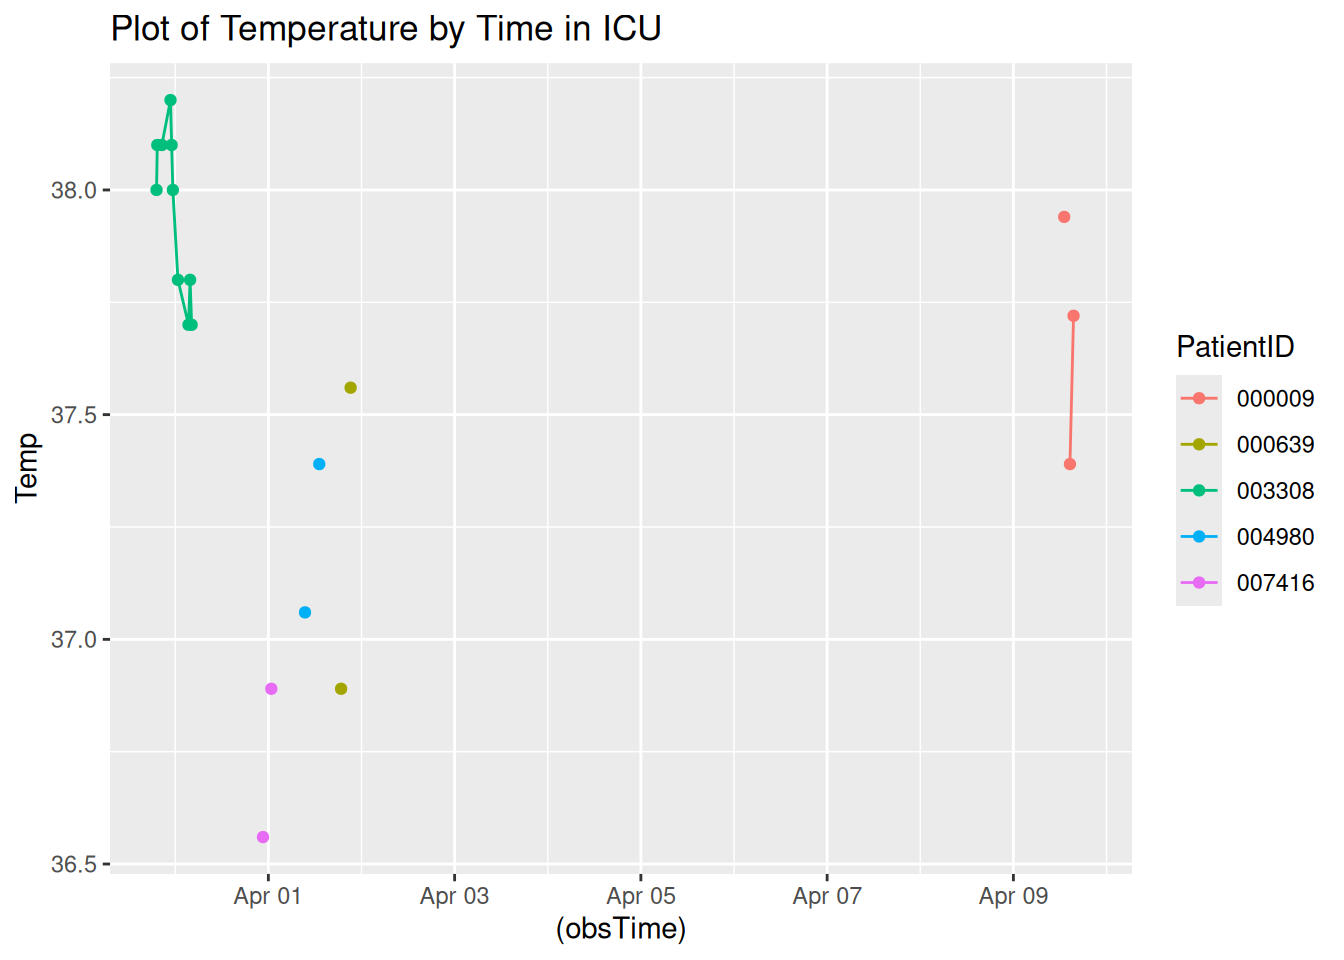 Plot of Temperature by Time in ICU
38.0
37.5
37.0
36.5
Temp
Apr 01
Apr 03
Apr 05
Apr 07
Apr 09
(obsTime)
PatientID
000009
000639
003308
004980
007416